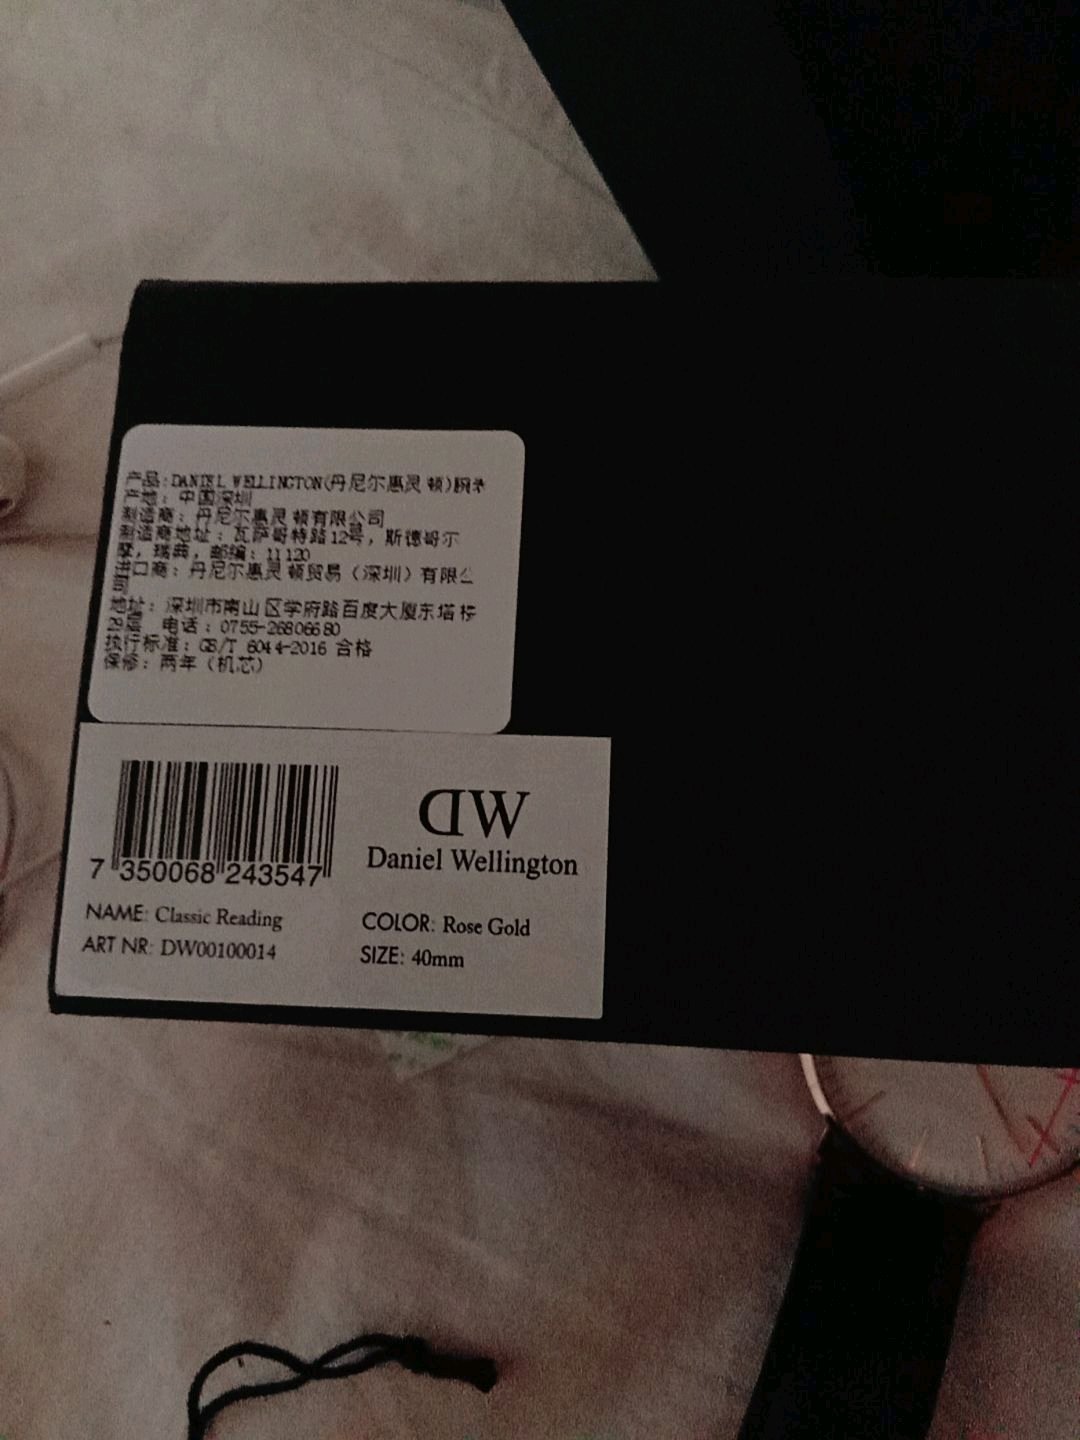 产品:DANIEL WELLINGTON(丹尼尔惠灵 顿)腕表
产地: 中国深圳
制造商: 丹尼尔惠灵 顿有限公司
制造商地址: 瓦萨哥特路12号, 斯德哥尔
摩, 瑞典, 邮编: 11120
进口商: 丹尼尔惠灵 顿贸易 (深圳) 有限公
司
地址: 深圳市南山区学府路百度大厦东塔楼
29层 电话: 0755-26806680
执行标准: GB/T 6044-2016 合格
保修: 两年 (机芯)
DW
Daniel Wellington
7 350068 243547
NAME: Classic Reading COLOR: Rose Gold
ART NR: DW00100014 SIZE: 40mm